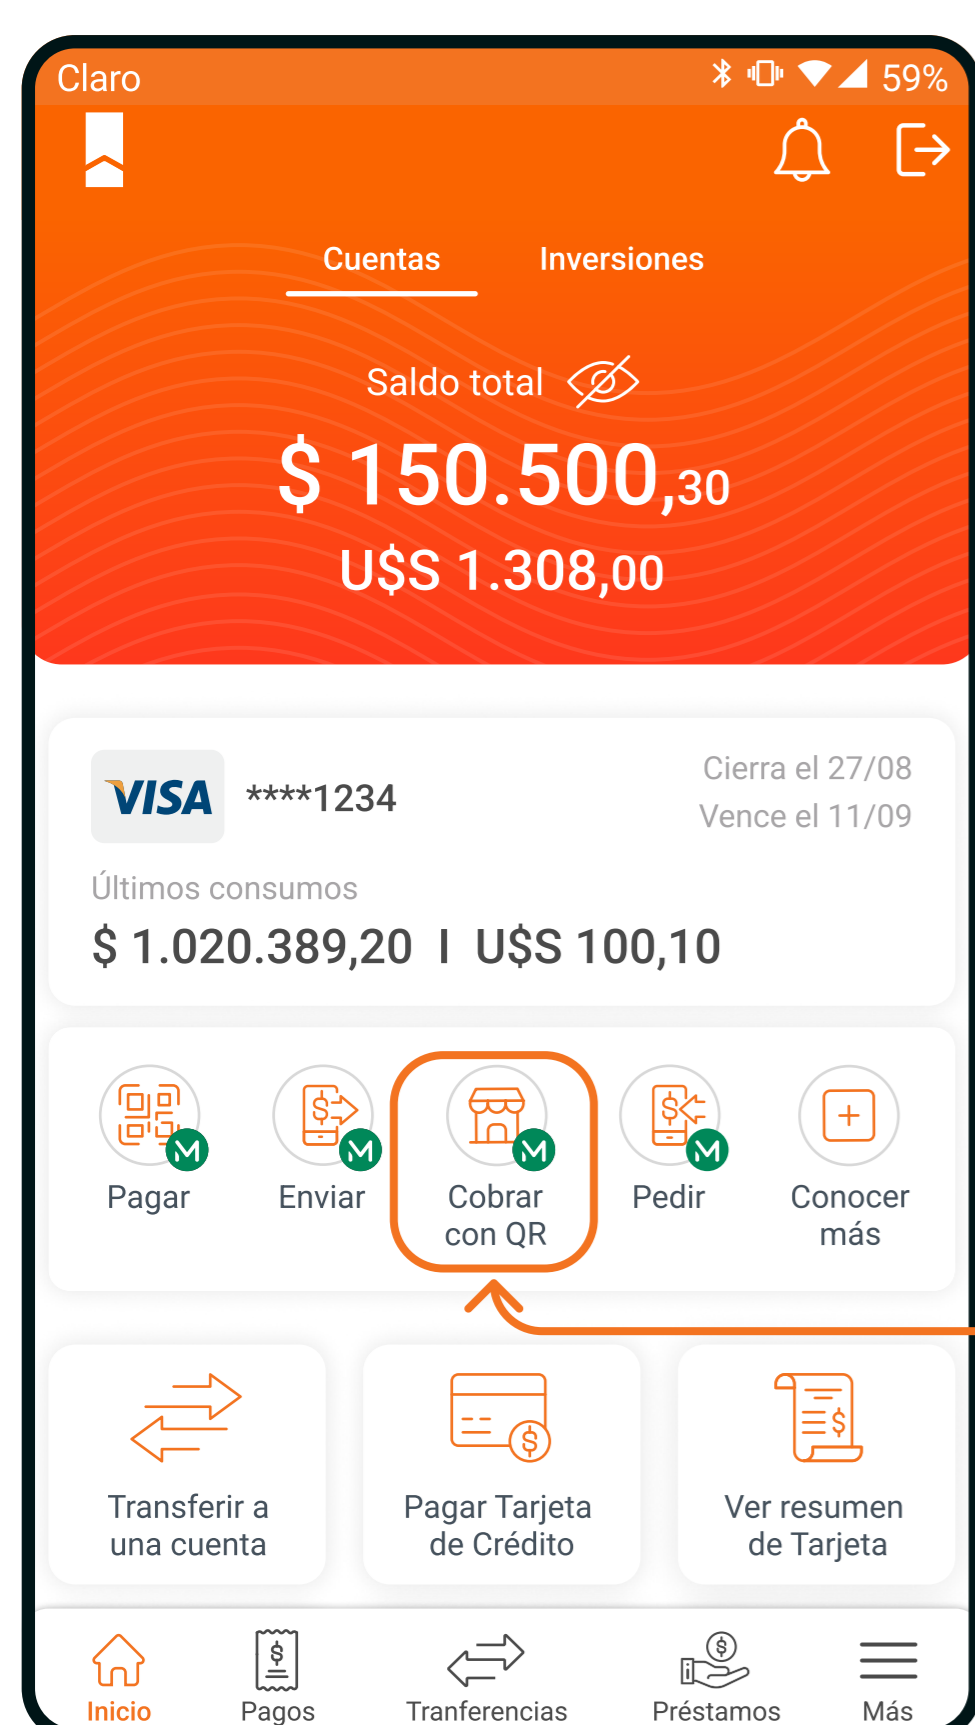 Claro 59%
Cuentas Inversiones
Saldo total
$ 150.500,30
U$S 1.308,00
VISA ****1234
Cierra el 27/08
Vence el 11/09
Últimos consumos
$ 1.020.389,20 I U$S 100,10
Pagar
Enviar
Cobrar
con QR
Pedir
Conocer
más
Transferir a
una cuenta
Pagar Tarjeta
de Crédito
Ver resumen
de Tarjeta
Inicio Pagos Tranferencias Préstamos Más